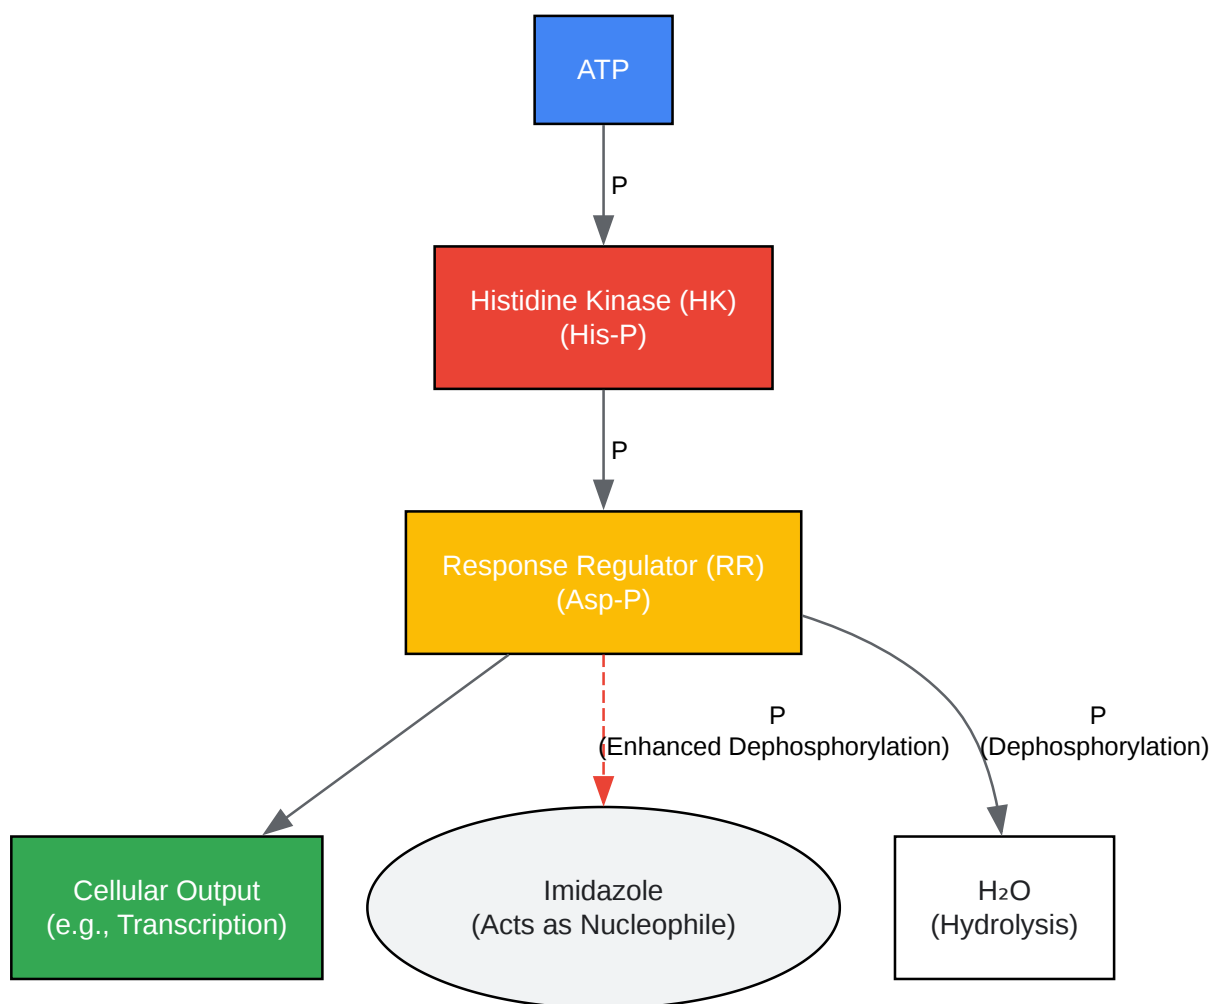 ATP
P
Histidine Kinase (HK)
(His-P)
P
Response Regulator (RR)
(Asp-P)
P
(Enhanced Dephosphorylation)
P
(Dephosphorylation)
Cellular Output
(e.g., Transcription)
Imidazole
(Acts as Nucleophile)
H₂O
(Hydrolysis)